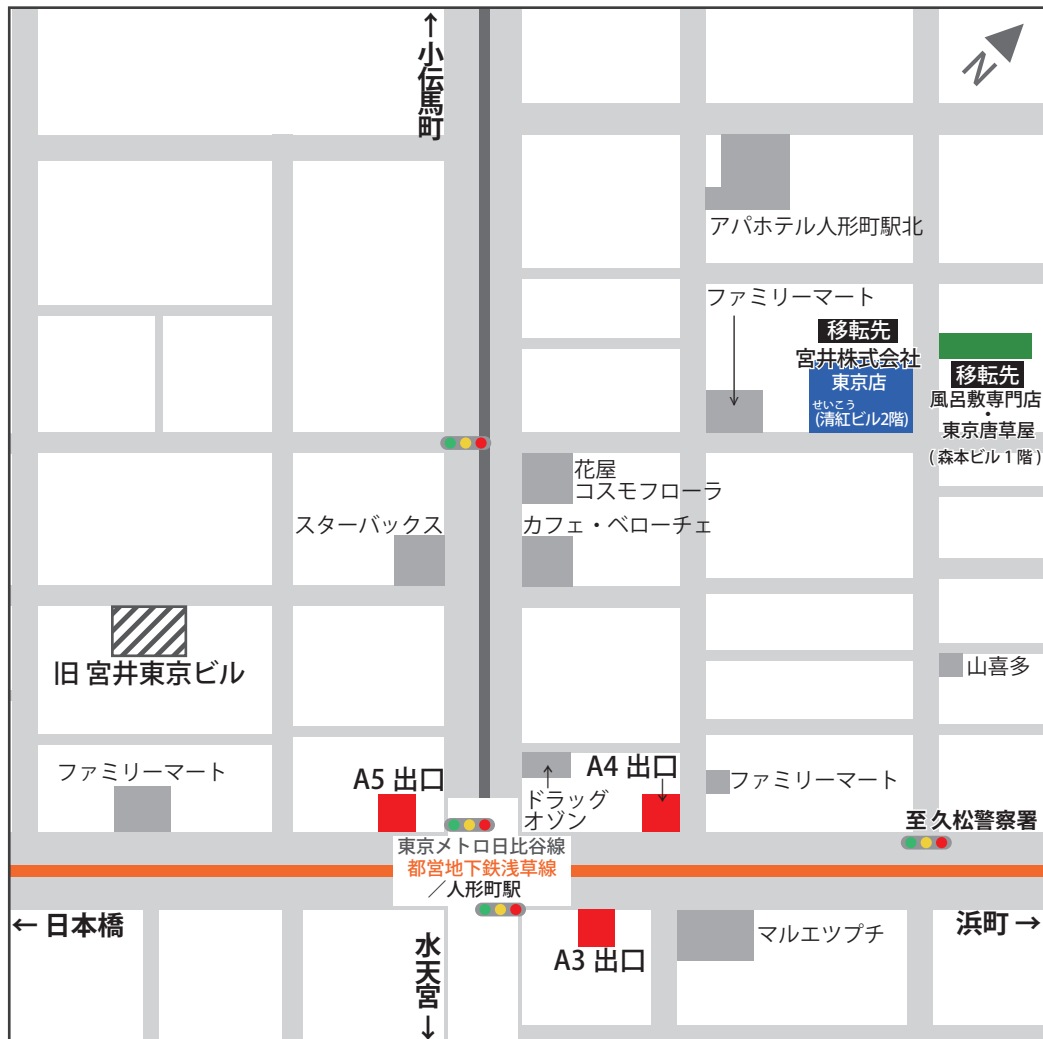 ↑
小伝馬町
N
アパホテル人形町駅北
ファミリーマート
移転先
宮井株式会社
東京店
せいこう
(清紅ビル2階)
移転先
風呂敷専門店
・
東京唐草屋
(森本ビル1階)
花屋
コスモフローラ
スターバックス
カフェ・ベローチェ
旧 宮井東京ビル
山喜多
ファミリーマート
A5 出口
ドラッグ
オゾン
A4 出口
ファミリーマート
至 久松警察署
東京メトロ日比谷線
都営地下鉄浅草線
／人形町駅
← 日本橋
水天宮
↓
A3 出口
マルエツプチ
浜町 →